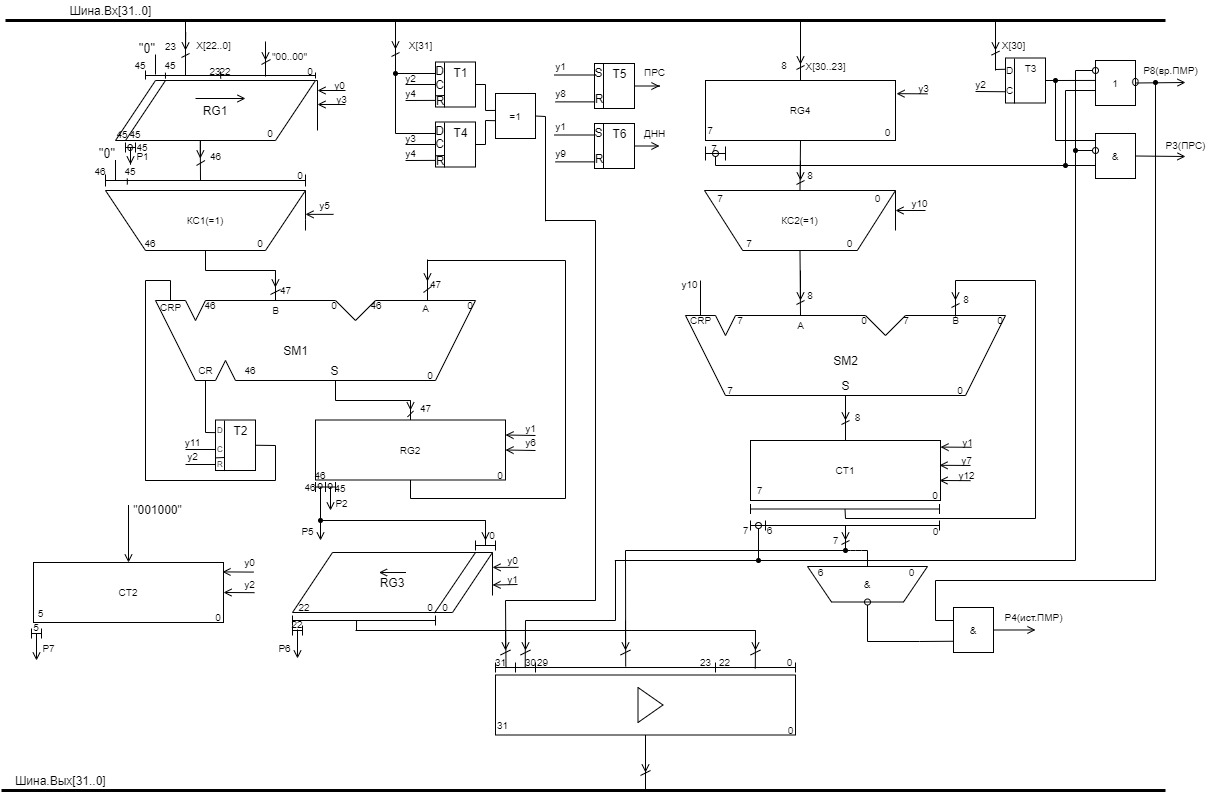 Шина.Вх[31..0]
"0"
23
X[22..0]
"00..00"
X[31]
X[30]
45
45
23
22
0
y0
RG1
y3
45
45
0
45
P1
46
"0"
46
45
0
КС1(=1)
y5
46
0
47
47
D
T1
y2
C
y4
R
D
T4
y3
C
y4
R
=1
y1
S
T5
ПРС
y8
R
y1
S
T6
ДНН
y9
R
8
X[30..23]
RG4
y3
7
0
7
8
7
0
КС2(=1)
y10
7
0
8
D
T3
y2
C
1
P8(вр.ПМР)
&
P3(ПРС)
CRP
46
B
0
46
A
0
SM1
CR
46
S
0
47
D
T2
y11
C
y2
R
RG2
y1
y6
46
0
46
45
P2
P5
y10
8
CRP
7
A
0
7
B
0
SM2
7
S
0
8
CT1
y1
y7
y12
7
0
7
6
0
7
6
0
&
&
P4(ист.ПМР)
"001000"
CT2
y0
y2
5
0
5
P7
0
RG3
y0
y1
22
0
0
22
P6
31
30
29
23
22
0
31
0
Шина.Вых[31..0]